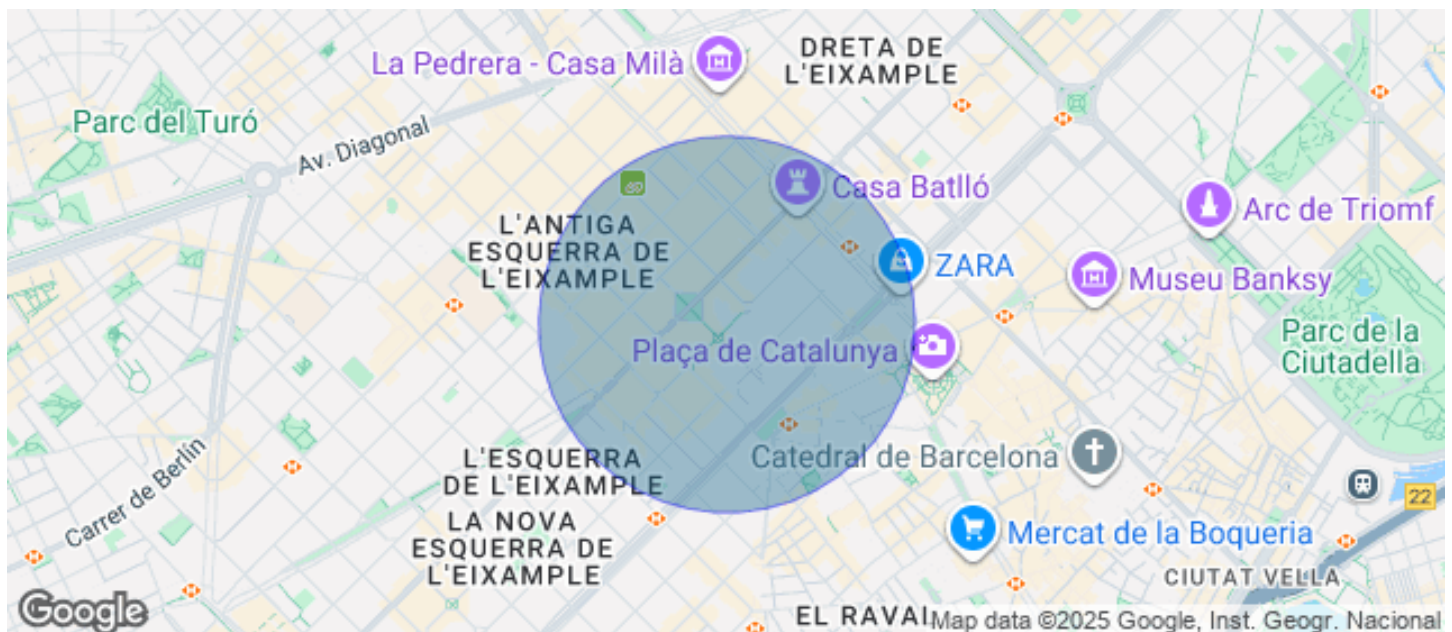 La Pedrera - Casa Milà
DRETA DE
L'EIXAMPLE
Parc del Turó
Av. Diagonal
Casa Batlló
L'ANTIGA
ESQUERRA DE
L'EIXAMPLE
Arc de Triomf
ZARA
Museu Banksy
Plaça de Catalunya
Parc de la
Ciutadella
Carrer de Berlín
L'ESQUERRA
DE L'EIXAMPLE
Catedral de Barcelona
22
LA NOVA
ESQUERRA DE
L'EIXAMPLE
Mercat de la Boqueria
CIUTAT VELLA
Google
EL RAVAL
Map data ©2025 Google, Inst. Geogr. Nacional